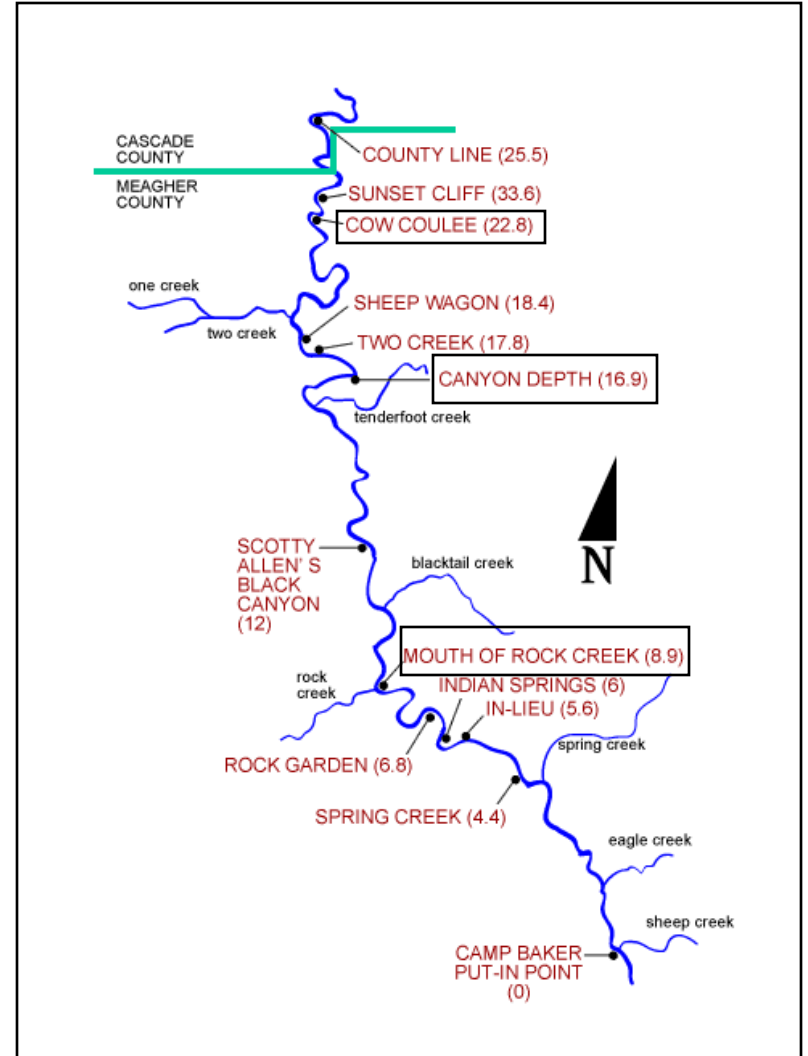 CASCADE
COUNTY
MEAGHER
COUNTY
COUNTY LINE (25.5)
SUNSET CLIFF (33.6)
COW COULEE (22.8)
one creek
two creek
SHEEP WAGON (18.4)
TWO CREEK (17.8)
CANYON DEPTH (16.9)
tenderfoot creek
N
SCOTTY
ALLEN' S
BLACK
CANYON
(12)
blacktail creek
MOUTH OF ROCK CREEK (8.9)
rock
creek
INDIAN SPRINGS (6)
IN-LIEU (5.6)
spring creek
ROCK GARDEN (6.8)
SPRING CREEK (4.4)
eagle creek
sheep creek
CAMP BAKER
PUT-IN POINT
(0)